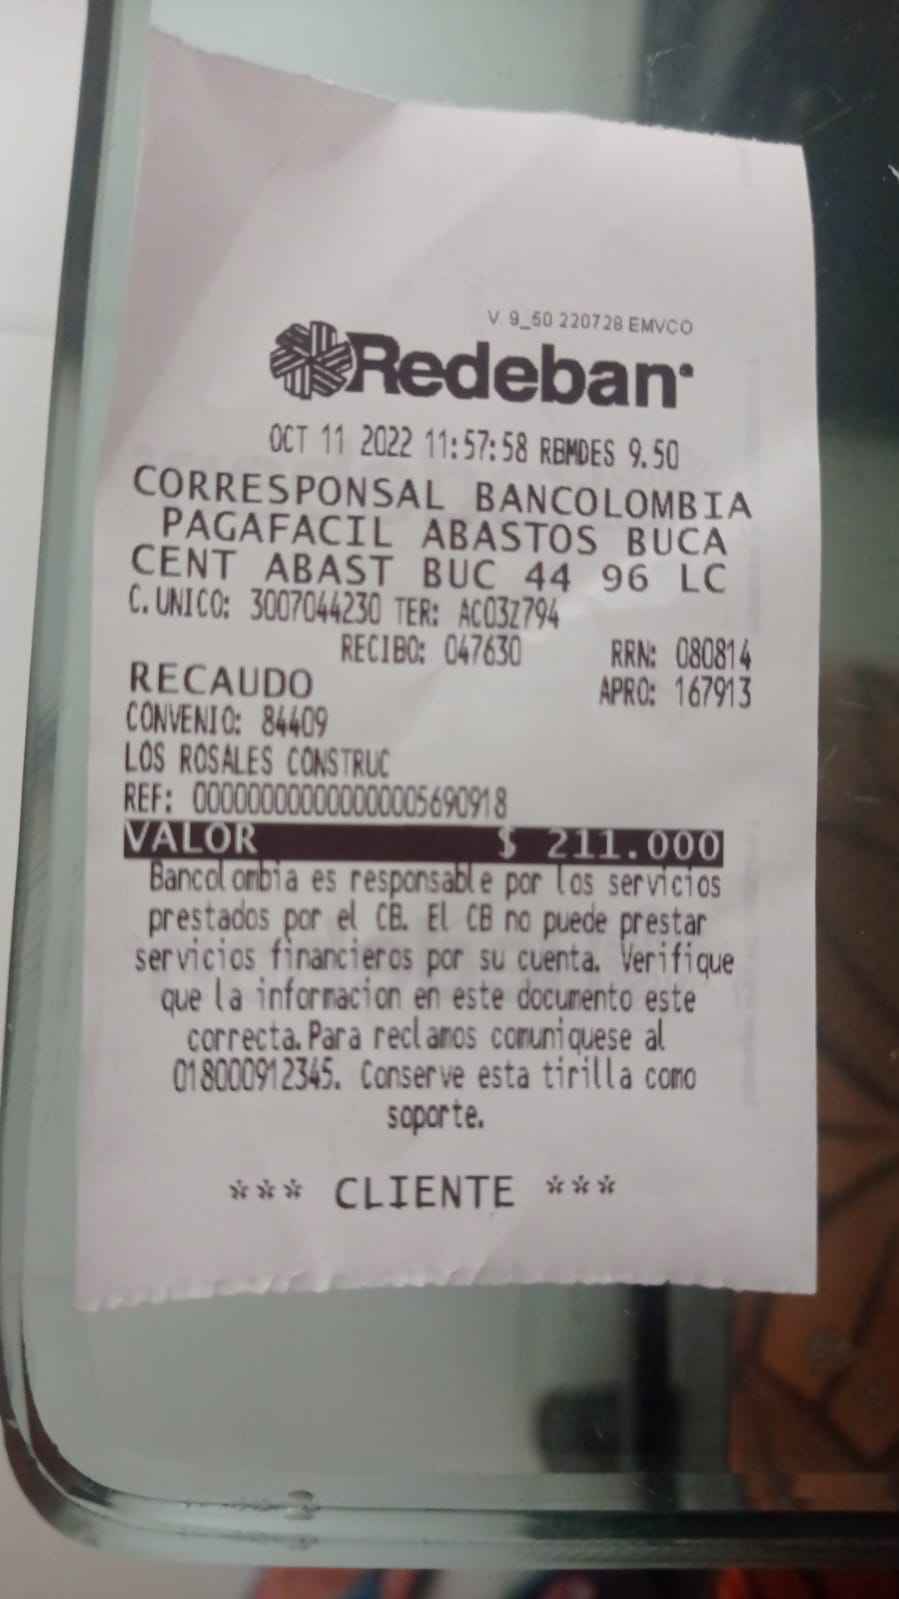 V. 9_50 220728 EMVCO
Redeban
OCT 11 2022 11:57:58 RBMDES 9.50
CORRESPONSAL BANCOLOMBIA
PAGAFACIL ABASTOS BUCA
CENT ABAST BUC 44 96 LC
C. UNICO: 3007044230 TER: AC03Z794
RECIBO: 047630 RRN: 080814
RECAUDO APRO: 167913
CONVENIO: 84409
LOS ROSALES CONSTRUC
REF: 00000000000000005690918
VALOR $ 211.000
Bancolombia es responsable por los servicios
prestados por el CB. El CB no puede prestar
servicios financieros por su cuenta. Verifique
que la informacion en este documento este
correcta.Para reclamos comuniquese al
018000912345. Conserve esta tirilla como
soporte.
*** CLIENTE ***